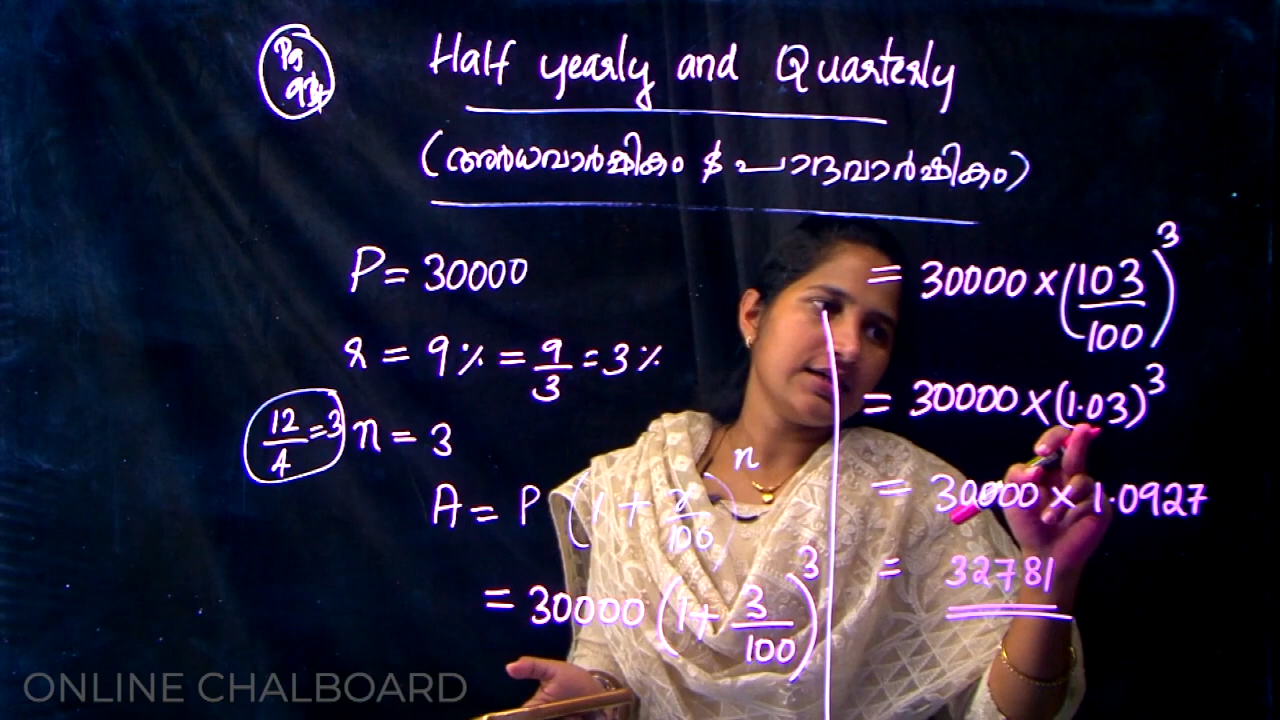 Half yearly and Quarterly
(അർധവാർഷികം & പാദവാർഷികം)
P = 30000
r = 9% = 9/3 = 3%
12/4 = 3
n = 3
A = P (1 + r/100)^n
= 30000 (1 + 3/100)^3
= 30000 × (103/100)^3
= 30000 × (1.03)^3
= 30000 × 1.0927
= 32781
ONLINE CHALBOARD